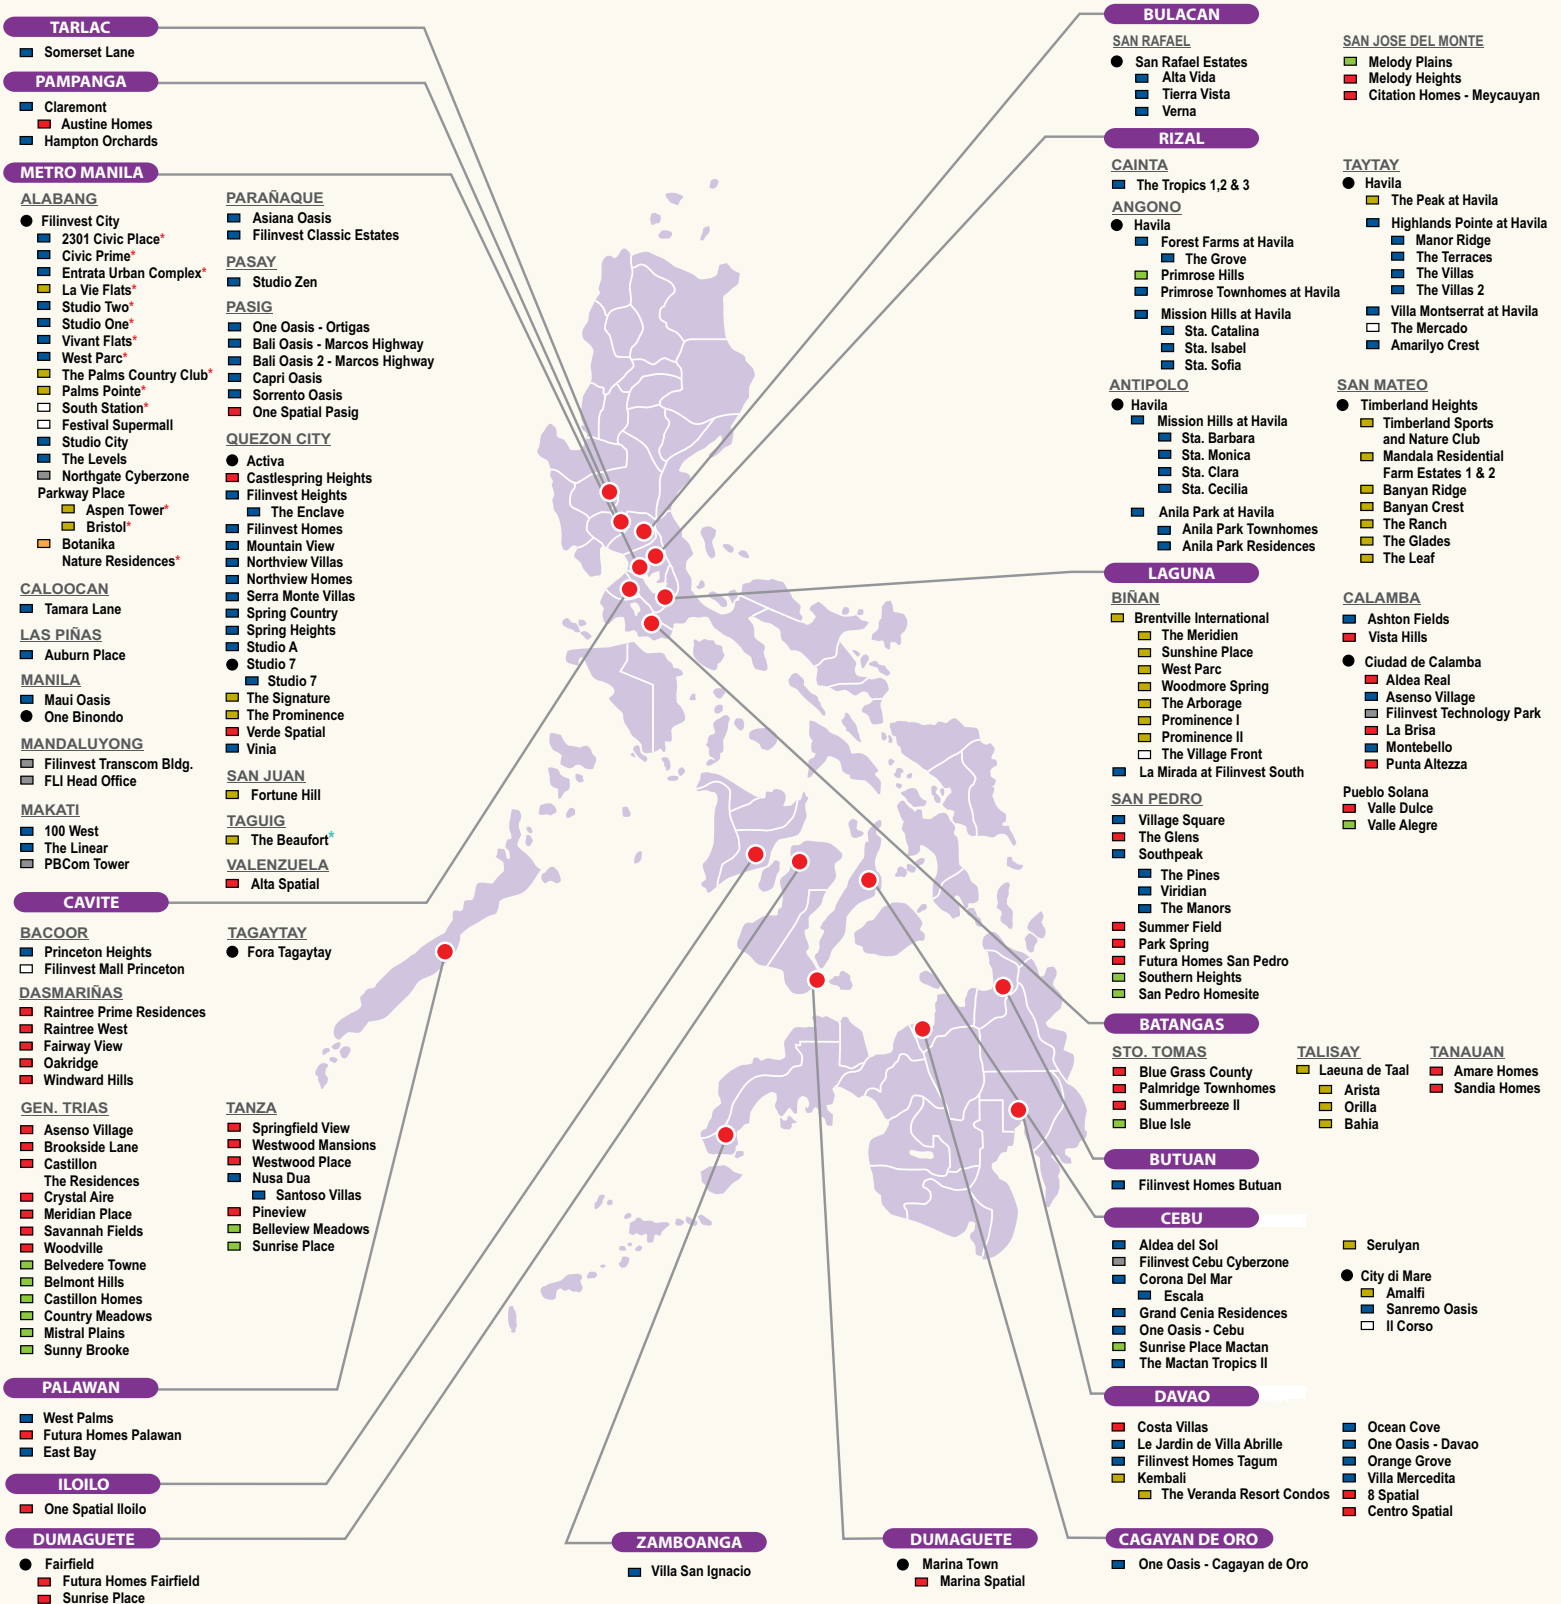 TARLAC
Somerset Lane
PAMPANGA
Claremont
Austine Homes
Hampton Orchards
METRO MANILA
ALABANG
Filinvest City
2301 Civic Place*
Civic Prime*
Entrata Urban Complex*
La Vie Flats*
Studio Two*
Studio One*
Vivant Flats*
West Parc*
The Palms Country Club*
Palms Pointe*
South Station*
Festival Supermall
Studio City
The Levels
Northgate Cyberzone
Parkway Place
Aspen Tower*
Bristol*
Botanika
Nature Residences*
CALOOCAN
Tamara Lane
LAS PIÑAS
Auburn Place
MANILA
Maui Oasis
One Binondo
MANDALUYONG
Filinvest Transcom Bldg.
FLI Head Office
MAKATI
100 West
The Linear
PBCom Tower
PARAÑAQUE
Asiana Oasis
Filinvest Classic Estates
PASAY
Studio Zen
PASIG
One Oasis - Ortigas
Bali Oasis - Marcos Highway
Bali Oasis 2 - Marcos Highway
Capri Oasis
Sorrento Oasis
One Spatial Pasig
QUEZON CITY
Activa
Castlespring Heights
Filinvest Heights
The Enclave
Filinvest Homes
Mountain View
Northview Villas
Northview Homes
Serra Monte Villas
Spring Country
Spring Heights
Studio A
Studio 7
Studio 7
The Signature
The Prominence
Verde Spatial
Vinia
SAN JUAN
Fortune Hill
TAGUIG
The Beaufort*
VALENZUELA
Alta Spatial
CAVITE
BACOOR
Princeton Heights
Filinvest Mall Princeton
DASMARIÑAS
Raintree Prime Residences
Raintree West
Fairway View
Oakridge
Windward Hills
GEN. TRIAS
Asenso Village
Brookside Lane
Castillon
The Residences
Crystal Aire
Meridian Place
Savannah Fields
Woodville
Belvedere Towne
Belmont Hills
Castillon Homes
Country Meadows
Mistral Plains
Sunny Brooke
TAGAYTAY
Fora Tagaytay
TANZA
Springfield View
Westwood Mansions
Westwood Place
Nusa Dua
Santoso Villas
Pineview
Belleview Meadows
Sunrise Place
PALAWAN
West Palms
Futura Homes Palawan
East Bay
ILOILO
One Spatial Iloilo
DUMAGUETE
Fairfield
Futura Homes Fairfield
Sunrise Place
ZAMBOANGA
Villa San Ignacio
DUMAGUETE
Marina Town
Marina Spatial
BULACAN
SAN RAFAEL
San Rafael Estates
Alta Vida
Tierra Vista
Verna
SAN JOSE DEL MONTE
Melody Plains
Melody Heights
Citation Homes - Meycauyan
RIZAL
CAINTA
The Tropics 1,2 & 3
ANGONO
Havila
Forest Farms at Havila
The Grove
Primrose Hills
Primrose Townhomes at Havila
Mission Hills at Havila
Sta. Catalina
Sta. Isabel
Sta. Sofia
TAYTAY
Havila
The Peak at Havila
Highlands Pointe at Havila
Manor Ridge
The Terraces
The Villas
The Villas 2
Villa Montserrat at Havila
The Mercado
Amarilyo Crest
ANTIPOLO
Havila
Mission Hills at Havila
Sta. Barbara
Sta. Monica
Sta. Clara
Sta. Cecilia
Anila Park at Havila
Anila Park Townhomes
Anila Park Residences
SAN MATEO
Timberland Heights
Timberland Sports
and Nature Club
Mandala Residential
Farm Estates 1 & 2
Banyan Ridge
Banyan Crest
The Ranch
The Glades
The Leaf
LAGUNA
BIÑAN
Brentville International
The Meridien
Sunshine Place
West Parc
Woodmore Spring
The Arborage
Prominence I
Prominence II
The Village Front
La Mirada at Filinvest South
SAN PEDRO
Village Square
The Glens
Southpeak
The Pines
Viridian
The Manors
Summer Field
Park Spring
Futura Homes San Pedro
Southern Heights
San Pedro Homesite
CALAMBA
Ashton Fields
Vista Hills
Ciudad de Calamba
Aldea Real
Asenso Village
Filinvest Technology Park
La Brisa
Montebello
Punta Altezza
Pueblo Solana
Valle Dulce
Valle Alegre
BATANGAS
STO. TOMAS
Blue Grass County
Palmridge Townhomes
Summerbreeze II
Blue Isle
TALISAY
Laeuna de Taal
Arista
Orilla
Bahia
TANAUAN
Amare Homes
Sandia Homes
BUTUAN
Filinvest Homes Butuan
CEBU
Aldea del Sol
Filinvest Cebu Cyberzone
Corona Del Mar
Escala
Grand Cenia Residences
One Oasis - Cebu
Sunrise Place Mactan
The Mactan Tropics II
Serulyan
City di Mare
Amalfi
Sanremo Oasis
Il Corso
DAVAO
Costa Villas
Le Jardin de Villa Abrille
Filinvest Homes Tagum
Kembali
The Veranda Resort Condos
Ocean Cove
One Oasis - Davao
Orange Grove
Villa Mercedita
8 Spatial
Centro Spatial
CAGAYAN DE ORO
One Oasis - Cagayan de Oro